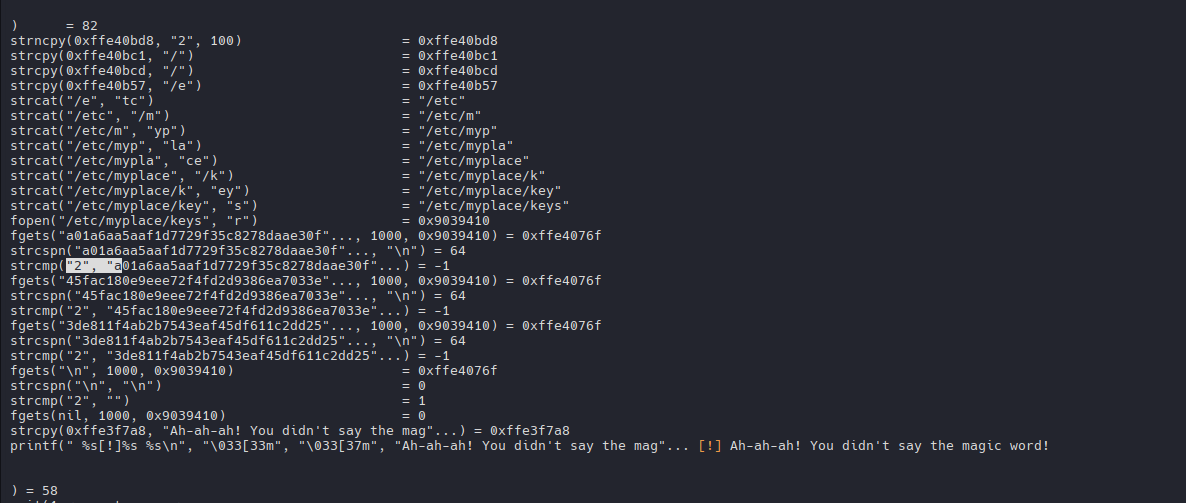 )      = 82
strncpy(0xffe40bd8, "2", 100)                    = 0xffe40bd8
strcpy(0xffe40bc1, "/")                          = 0xffe40bc1
strcpy(0xffe40bcd, "/")                          = 0xffe40bcd
strcpy(0xffe40b57, "/e")                         = 0xffe40b57
strcat("/e", "tc")                               = "/etc"
strcat("/etc", "/m")                             = "/etc/m"
strcat("/etc/m", "yp")                           = "/etc/myp"
strcat("/etc/myp", "la")                         = "/etc/mypla"
strcat("/etc/mypla", "ce")                       = "/etc/myplace"
strcat("/etc/myplace", "/k")                     = "/etc/myplace/k"
strcat("/etc/myplace/k", "ey")                   = "/etc/myplace/key"
strcat("/etc/myplace/key", "s")                  = "/etc/myplace/keys"
fopen("/etc/myplace/keys", "r")                  = 0x9039410
fgets("a01a6aa5aaf1d7729f35c8278daae30f"..., 1000, 0x9039410) = 0xffe4076f
strcspn("a01a6aa5aaf1d7729f35c8278daae30f"..., "\n") = 64
strcmp("2", "a01a6aa5aaf1d7729f35c8278daae30f"...) = -1
fgets("45fac180e9eee72f4fd2d9386ea7033e"..., 1000, 0x9039410) = 0xffe4076f
strcspn("45fac180e9eee72f4fd2d9386ea7033e"..., "\n") = 64
strcmp("2", "45fac180e9eee72f4fd2d9386ea7033e"...) = -1
fgets("3de811f4ab2b7543eaf45df611c2dd25"..., 1000, 0x9039410) = 0xffe4076f
strcspn("3de811f4ab2b7543eaf45df611c2dd25"..., "\n") = 64
strcmp("2", "3de811f4ab2b7543eaf45df611c2dd25"...) = -1
fgets("\n", 1000, 0x9039410)                     = 0xffe4076f
strcspn("\n", "\n")                              = 0
strcmp("2", "")                                  = 1
fgets(nil, 1000, 0x9039410)                      = 0
strcpy(0xffe3f7a8, "Ah-ah-ah! You didn't say the mag"...) = 0xffe3f7a8
printf(" %s[!]%s %s\n", "\033[33m", "\033[37m", "Ah-ah-ah! You didn't say the mag"... [!] Ah-ah-ah! You didn't say the magic word!
) = 58